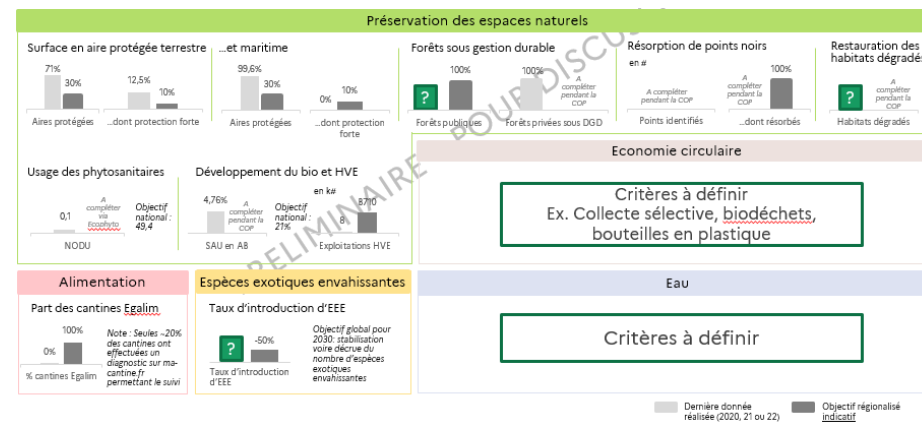 Préservation des espaces naturels
Surface en aire protégée terrestre
...et maritime
Forêts sous gestion durable
Résorption de points noirs
Restauration des
habitats dégradés
71%
30%
12,5%
10%
Aires protégées
...dont protection forte
99,6%
30%
0%
10%
Aires protégées
...dont protection
forte
?
100%
100%
A
compléter
pendant la
COP
Forêts publiques
Forêts privées sous DGD
en #
A compléter
pendant la COP
A
compléter
pendant la
COP
100%
Points identifiés
...dont résorbés
?
A
compléter
pendant la
COP
Habitats dégradés
Usage des phytosanitaires
Développement du bio et HVE
0,1
A
compléter
via
Ecophyto
Objectif
national :
49,4
NODU
4,76%
A
compléter
pendant la
COP
Objectif
national :
21%
SAU en AB
en k#
8
8710
Exploitations HVE
Economie circulaire
Critères à définir
Ex. Collecte sélective, biodéchets,
bouteilles en plastique
Alimentation
Part des cantines Egalim
0%
100%
% cantines Egalim
Note : Seules ~20%
des cantines ont
effectuées un
diagnostic sur ma-
cantine.fr
permettant le suivi
Espèces exotiques envahissantes
Taux d'introduction d'EEE
?
-50%
Taux d'introduction
d'EEE
Objectif global pour
2030: stabilisation
voire décrue du
nombre d'espèces
exotiques
envahissantes
Eau
Critères à définir
Dernière donnée
réalisée (2020, 21 ou 22)
Objectif régionalisé
indicatif